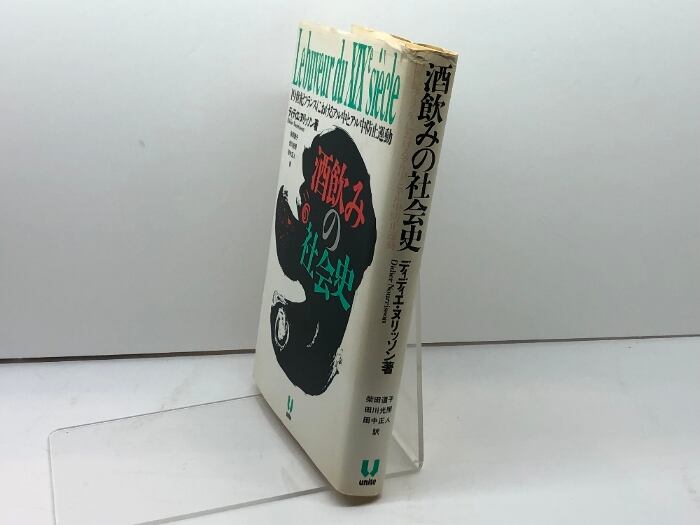 Le buveur du XIXe siècle
19世紀フランスにおけるアル中とアル中防止運動
ディディエ・ヌリッソン著
酒飲み
の
社会史
unite
酒飲みの社会史
ディディエ・ヌリッソン著
Didier Nourrisson
柴田道子
田川光照
田中正人
訳
unite